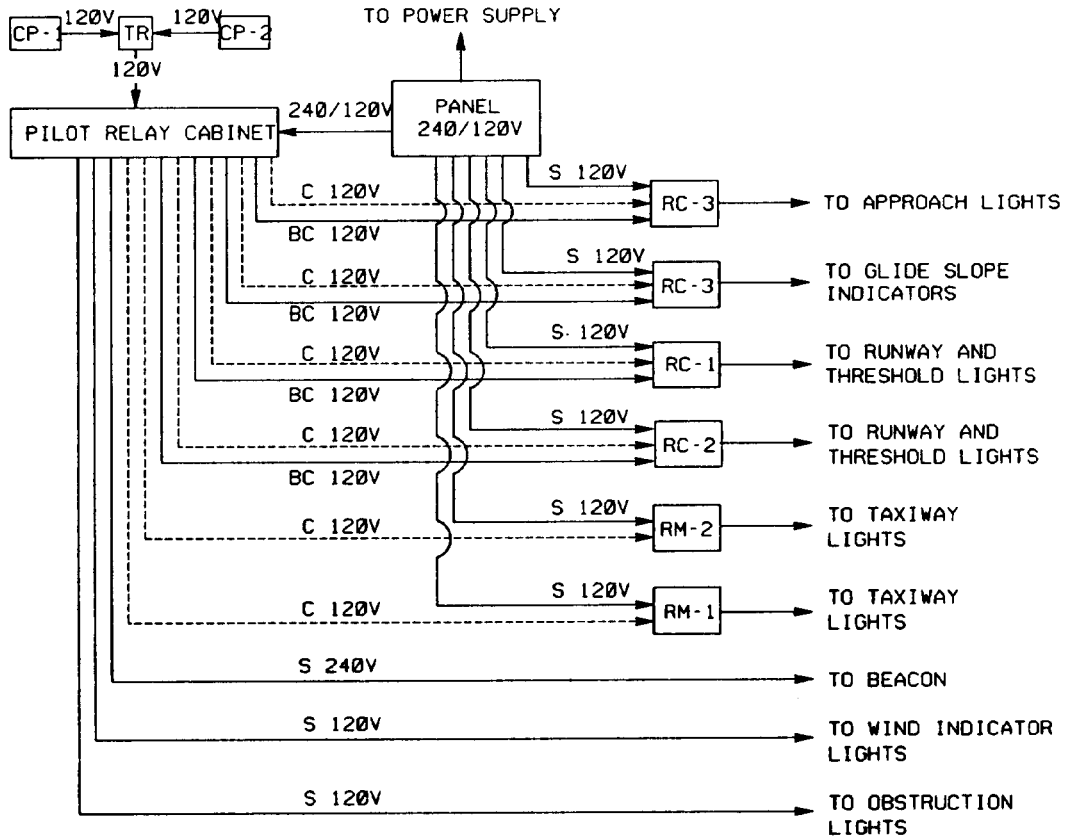 TO POWER SUPPLY
120V 120V
CP-1 TR CP-2
120V
PANEL
240/120V
240/120V
PILOT RELAY CABINET
S 120V
C 120V
RC-3
TO APPROACH LIGHTS
BC 120V
S 120V
C 120V
RC-3
TO GLIDE SLOPE
INDICATORS
BC 120V
S 120V
C 120V
RC-1
TO RUNWAY AND
THRESHOLD LIGHTS
BC 120V
S 120V
C 120V
RC-2
TO RUNWAY AND
THRESHOLD LIGHTS
BC 120V
S 120V
C 120V
RM-2
TO TAXIWAY
LIGHTS
S 120V
C 120V
RM-1
TO TAXIWAY
LIGHTS
S 240V
TO BEACON
S 120V
TO WIND INDICATOR
LIGHTS
S 120V
TO OBSTRUCTION
LIGHTS